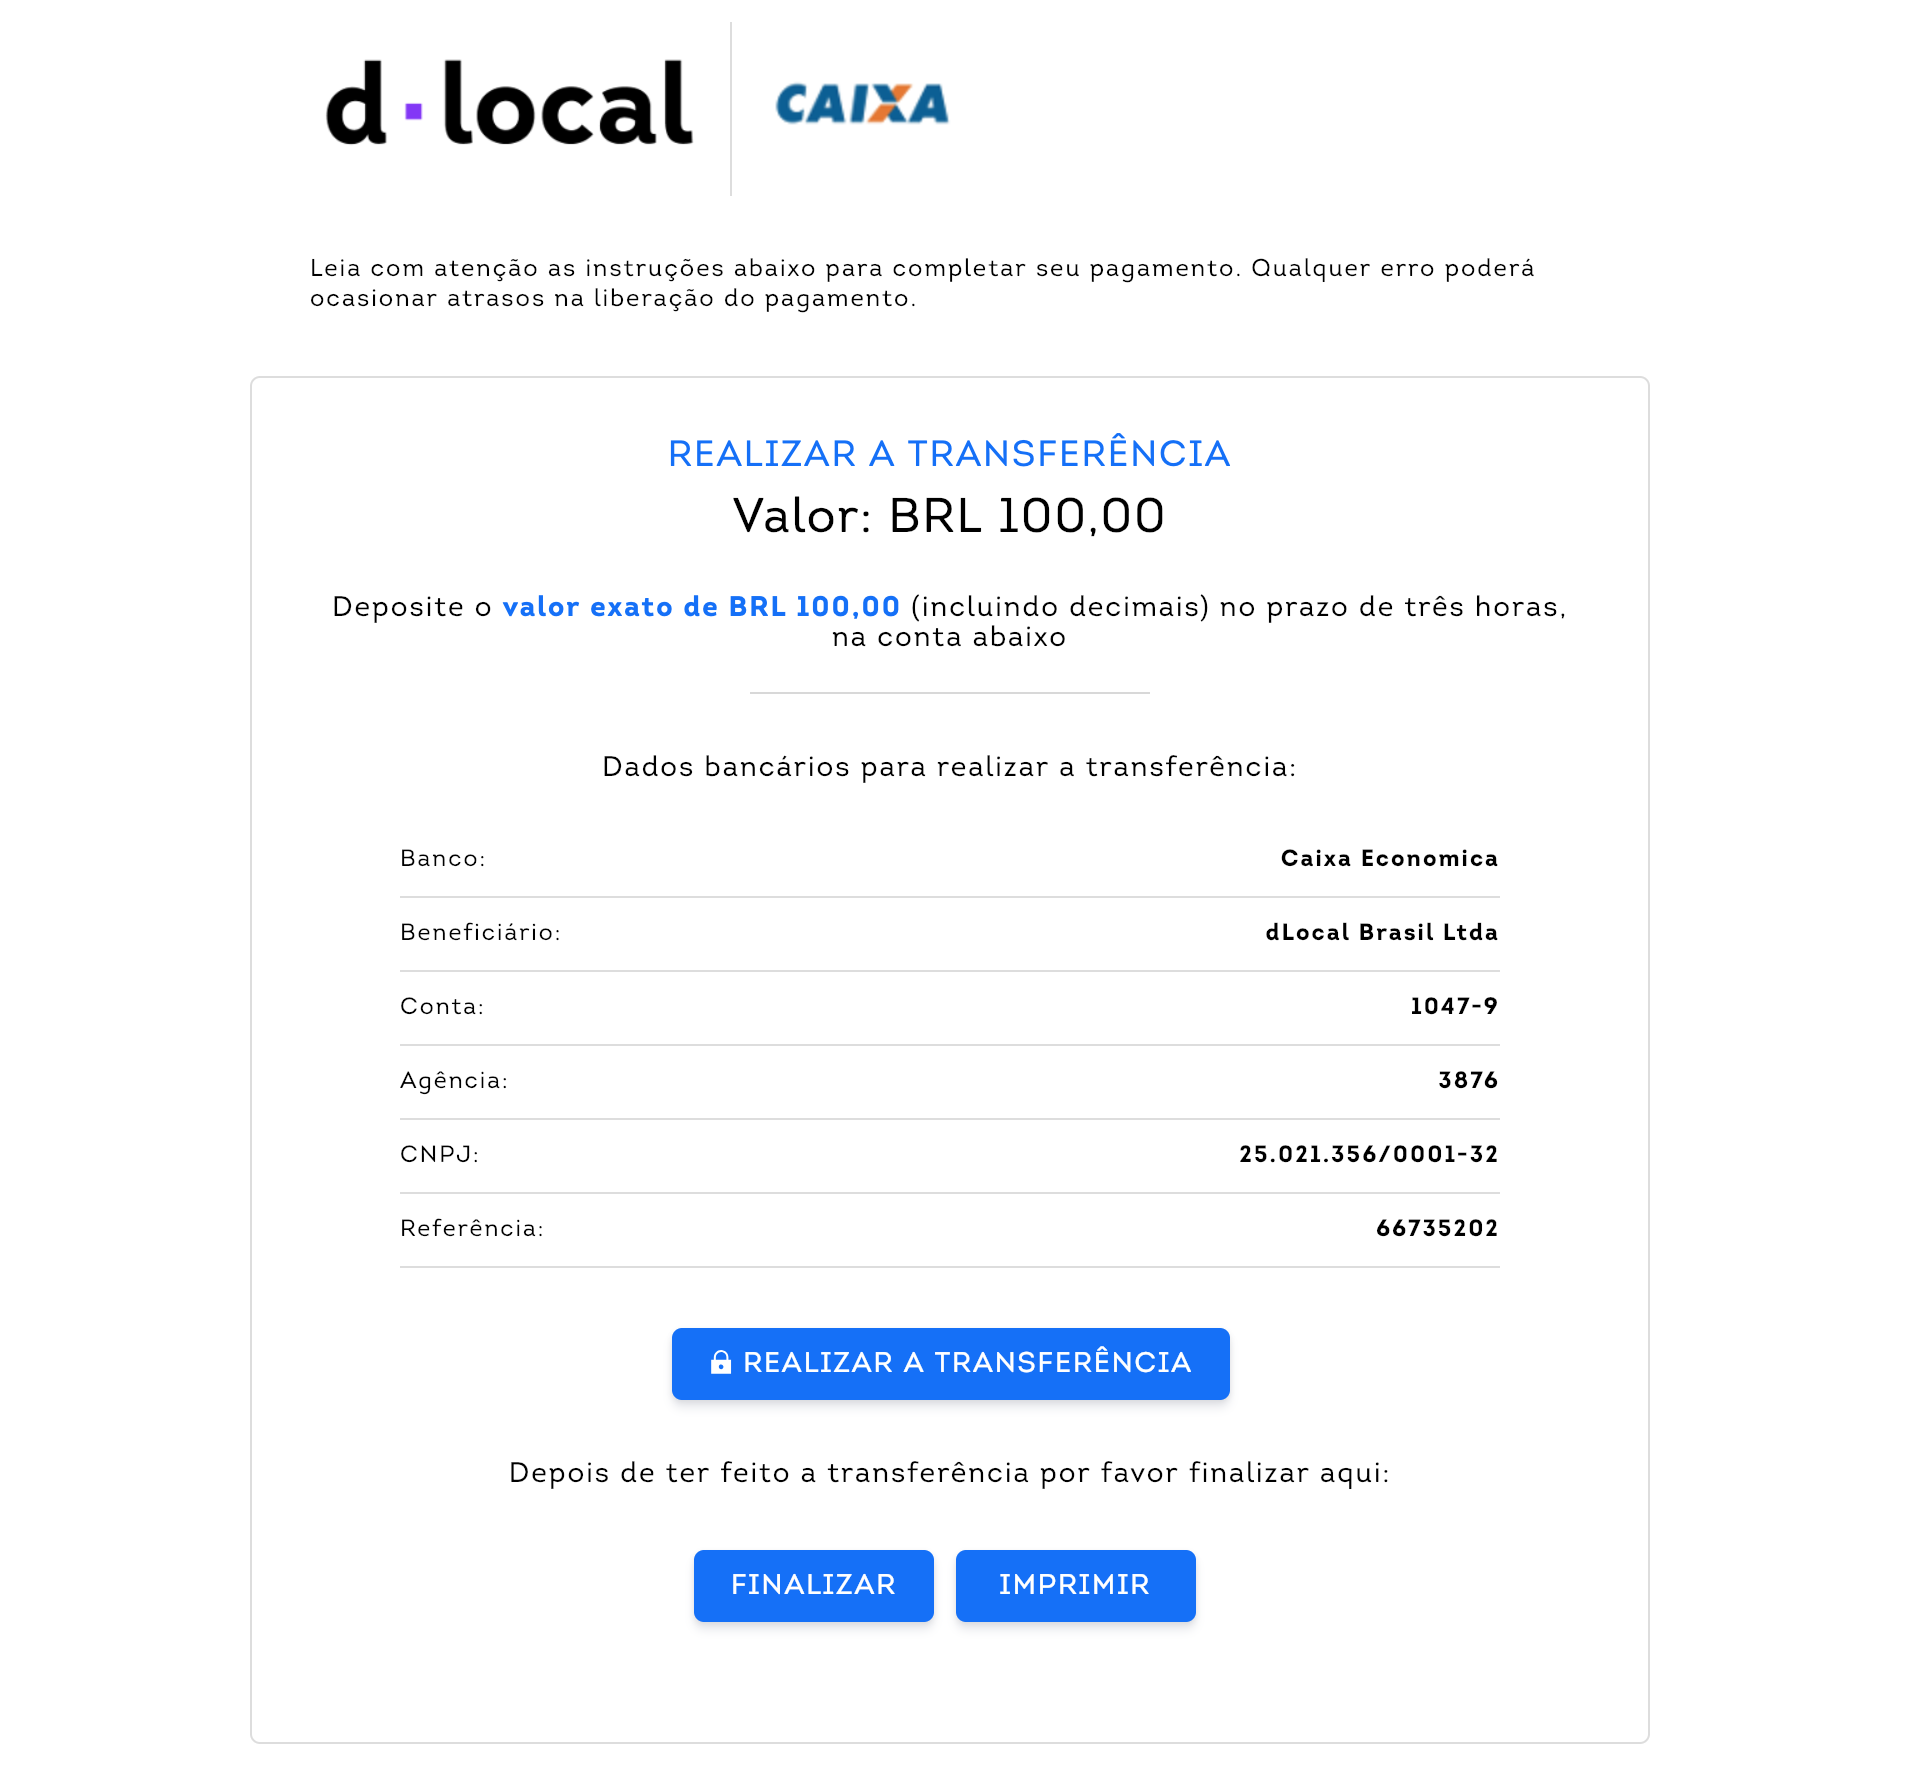 d·local
CAIXA
Leia com atenção as instruções abaixo para completar seu pagamento. Qualquer erro poderá
ocasionar atrasos na liberação do pagamento.
REALIZAR A TRANSFERÊNCIA
Valor: BRL 100,00
Deposite o valor exato de BRL 100,00 (incluindo decimais) no prazo de três horas,
na conta abaixo
Dados bancários para realizar a transferência:
Banco: Caixa Economica
Beneficiário: dLocal Brasil Ltda
Conta: 1047-9
Agência: 3876
CNPJ: 25.021.356/0001-32
Referência: 66735202
REALIZAR A TRANSFERÊNCIA
Depois de ter feito a transferência por favor finalizar aqui:
FINALIZAR IMPRIMIR